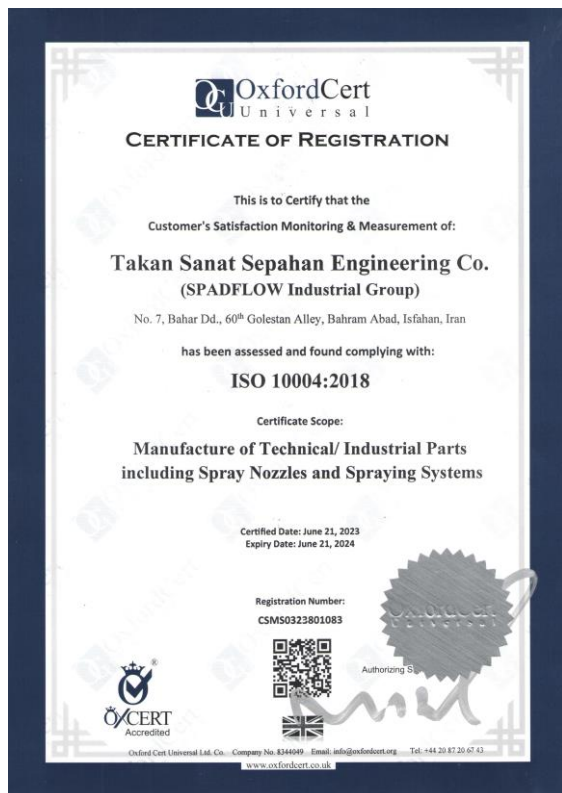 OxfordCert
Universal
CERTIFICATE OF REGISTRATION
This is to Certify that the
Customer's Satisfaction Monitoring & Measurement of:
Takan Sanat Sepahan Engineering Co.
(SPADFLOW Industrial Group)
No. 7, Bahar Dd., 60th Golestan Alley, Bahram Abad, Isfahan, Iran
has been assessed and found complying with:
ISO 10004:2018
Certificate Scope:
Manufacture of Technical/ Industrial Parts
including Spray Nozzles and Spraying Systems
Certified Date: June 21, 2023
Expiry Date: June 21, 2024
Registration Number:
CSMS0323801083
OxfordCert
Universal
Authorizing S
OXCERT
Accredited
Oxford Cert Universal Ltd. Co. Company No. 8344049 Email: info@oxfordcert.org Tel: +44 20 87 20 67 43
www.oxfordcert.co.uk